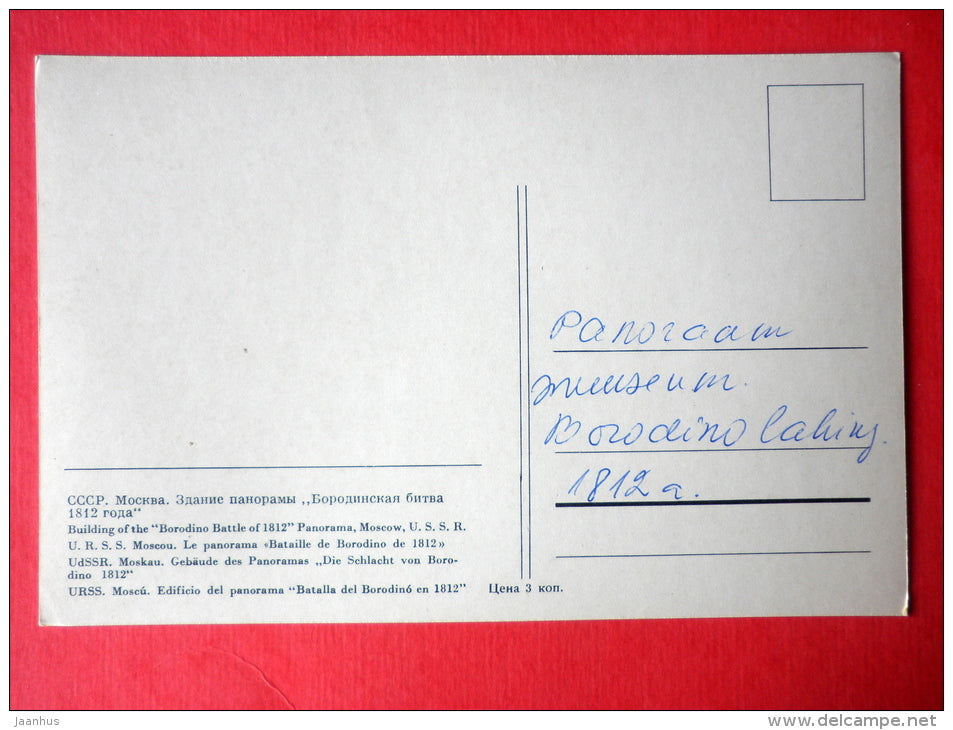 СССР. Москва. Здание панорамы ,,Бородинская битва
1812 года“
Building of the “Borodino Battle of 1812” Panorama, Moscow, U. S. S. R.
U. R. S. S. Moscou. Le panorama «Bataille de Borodino de 1812»
UdSSR. Moskau. Gebäude des Panoramas „Die Schlacht von Boro-
dino 1812“
URSS. Moscú. Edificio del panorama “Batalla del Borodinó en 1812”
Цена 3 коп.
Panoraam
muuseum.
Borodino lahing.
1812 a.
Jaanhus
www.delcampe.net